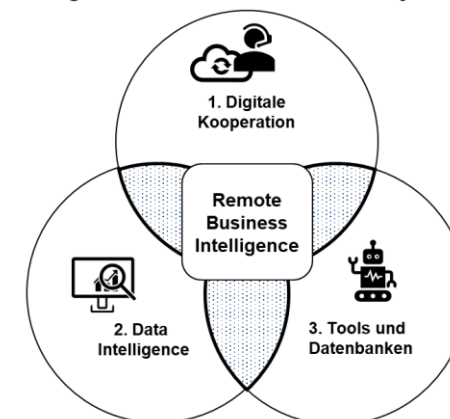 1. Digitale
Kooperation
Remote
Business
Intelligence
2. Data
Intelligence
3. Tools und
Datenbanken